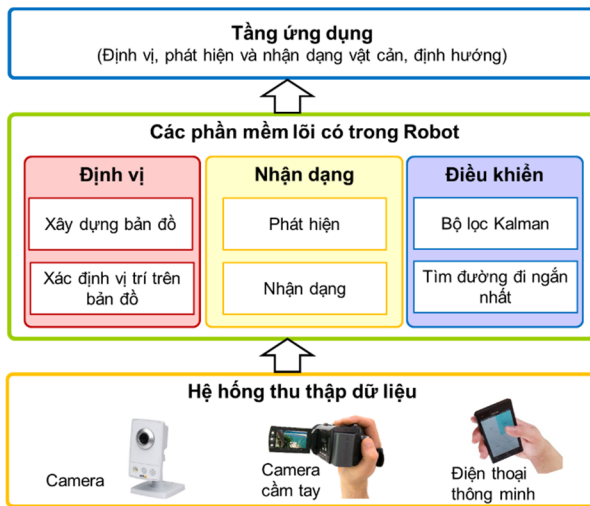 Tầng ứng dụng
(Định vị, phát hiện và nhận dạng vật cản, định hướng)
Các phần mềm lõi có trong Robot
Định vị
Xây dựng bản đồ
Xác định vị trí trên
bản đồ
Nhận dạng
Phát hiện
Nhận dạng
Điều khiển
Bộ lọc Kalman
Tìm đường đi ngắn
nhất
Hệ hống thu thập dữ liệu
Camera
Camera
cầm tay
Điện thoại
thông minh